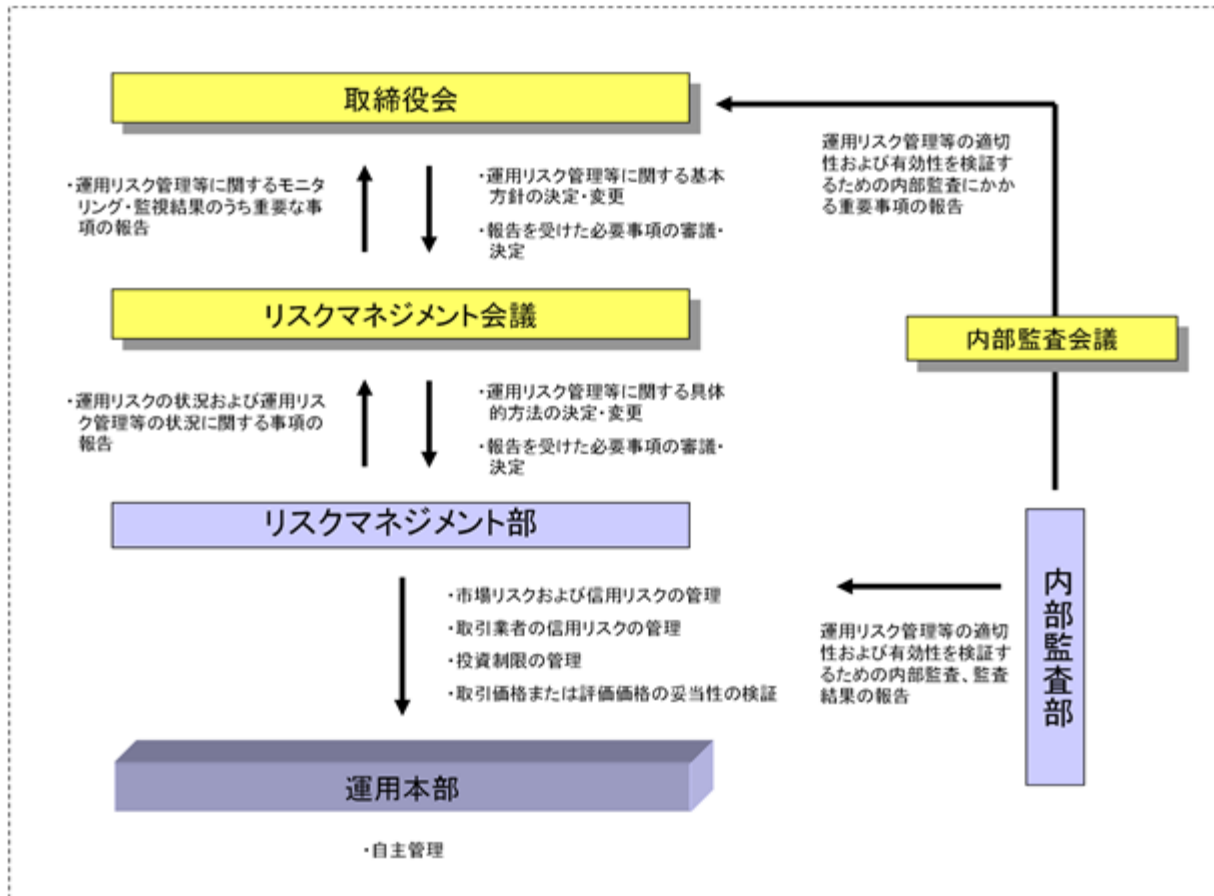 取締役会
・運用リスク管理等に関するモニタ
リング・監視結果のうち重要な事
項の報告
・運用リスク管理等に関する基本
方針の決定・変更
・報告を受けた必要事項の審議・
決定
運用リスク管理等の適切
性および有効性を検証す
るための内部監査にかか
る重要事項の報告
リスクマネジメント会議
内部監査会議
・運用リスクの状況および運用リス
ク管理等の状況に関する事項の
報告
・運用リスク管理等に関する具体
的方法の決定・変更
・報告を受けた必要事項の審議・
決定
リスクマネジメント部
内部監査部
・市場リスクおよび信用リスクの管理
・取引業者の信用リスクの管理
・投資制限の管理
・取引価格または評価価格の妥当性の検証
運用リスク管理等の適切
性および有効性を検証す
るための内部監査、監査
結果の報告
運用本部
・自主管理